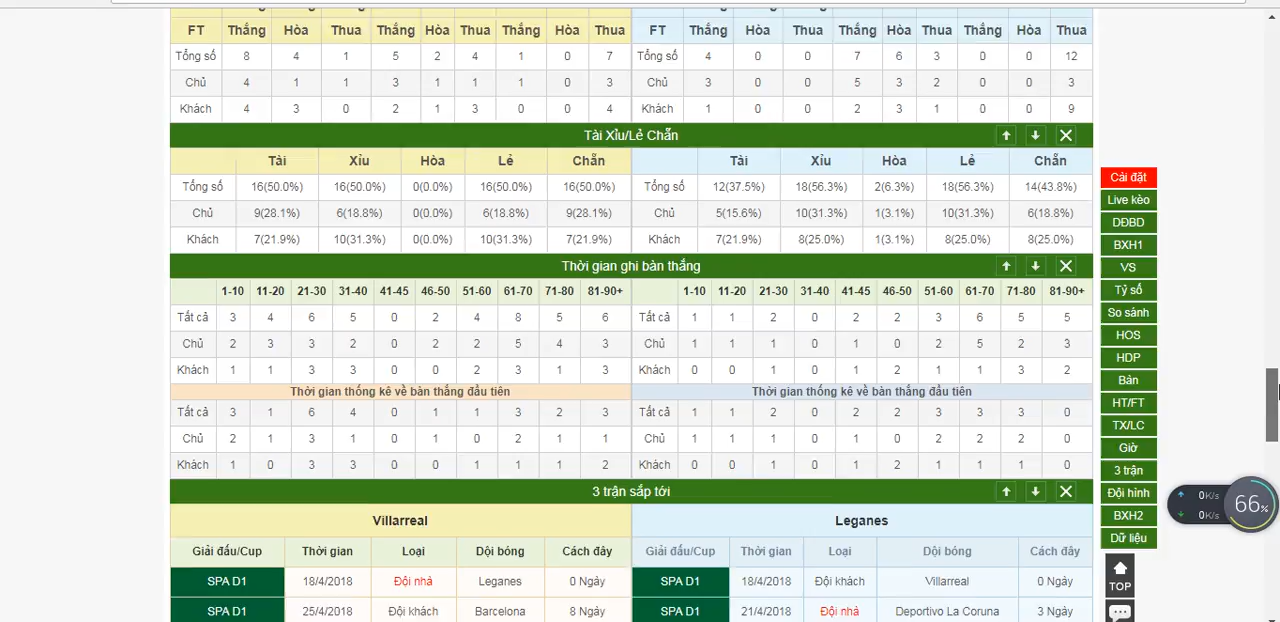 FT Thắng Hòa Thua Thắng Hòa Thua Thắng Hòa Thua FT Thắng Hòa Thua Thắng Hòa Thua Thắng Hòa Thua
Tổng số 8 4 1 5 2 4 1 0 7 Tổng số 4 0 0 7 6 3 0 0 12
Chủ 4 1 1 3 1 1 1 0 3 Chủ 3 0 0 5 3 2 0 0 3
Khách 4 3 0 2 1 3 0 0 4 Khách 1 0 0 2 3 1 0 0 9
Tài Xỉu/Lẻ Chẵn
Tài Xỉu Hòa Lẻ Chẵn Tài Xỉu Hòa Lẻ Chẵn
Tổng số 16(50.0%) 16(50.0%) 0(0.0%) 16(50.0%) 16(50.0%) Tổng số 12(37.5%) 18(56.3%) 2(6.3%) 18(56.3%) 14(43.8%)
Chủ 9(28.1%) 6(18.8%) 0(0.0%) 6(18.8%) 9(28.1%) Chủ 5(15.6%) 10(31.3%) 1(3.1%) 10(31.3%) 6(18.8%)
Khách 7(21.9%) 10(31.3%) 0(0.0%) 10(31.3%) 7(21.9%) Khách 7(21.9%) 8(25.0%) 1(3.1%) 8(25.0%) 8(25.0%)
Thời gian ghi bàn thắng
1-10 11-20 21-30 31-40 41-45 46-50 51-60 61-70 71-80 81-90+ 1-10 11-20 21-30 31-40 41-45 46-50 51-60 61-70 71-80 81-90+
Tất cả 3 4 6 5 0 4 8 5 6 Tất cả 1 1 2 0 2 2 3 6 5 5
Chủ 2 3 3 2 0 2 5 4 3 Chủ 1 1 1 0 1 0 2 5 2 3
Khách 1 1 3 3 0 2 3 1 3 Khách 0 0 1 0 1 2 1 1 3 2
Thời gian thống kê về bàn thắng đầu tiên Thời gian thống kê về bàn thắng đầu tiên
Tất cả 3 1 6 4 0 1 1 3 2 3 Tất cả 1 1 2 0 2 2 3 3 3 0
Chủ 2 1 3 1 0 1 0 2 1 1 Chủ 1 1 1 0 1 0 2 2 2 0
Khách 1 0 3 3 0 0 1 1 1 2 Khách 0 0 1 0 1 2 1 1 1 0
3 trận sắp tới
Villarreal Leganes
Giải đấu/Cup Thời gian Loại Dội bóng Cách đây Giải đấu/Cup Thời gian Loại Dội bóng Cách đây
SPA D1 18/4/2018 Đội nhà Leganes 0 Ngày SPA D1 18/4/2018 Đội khách Villarreal 0 Ngày
SPA D1 25/4/2018 Đội khách Barcelona 8 Ngày SPA D1 21/4/2018 Đội nhà Deportivo La Coruna 3 Ngày
Cài đặt
Live kèo
DĐBD
BXH1
VS
Tỷ số
So sánh
HOS
HDP
Bàn
HT/FT
TX/LC
Giờ
3 trận
Đội hình
BXH2
Dữ liệu
TOP
0K/s
0K/s
66%